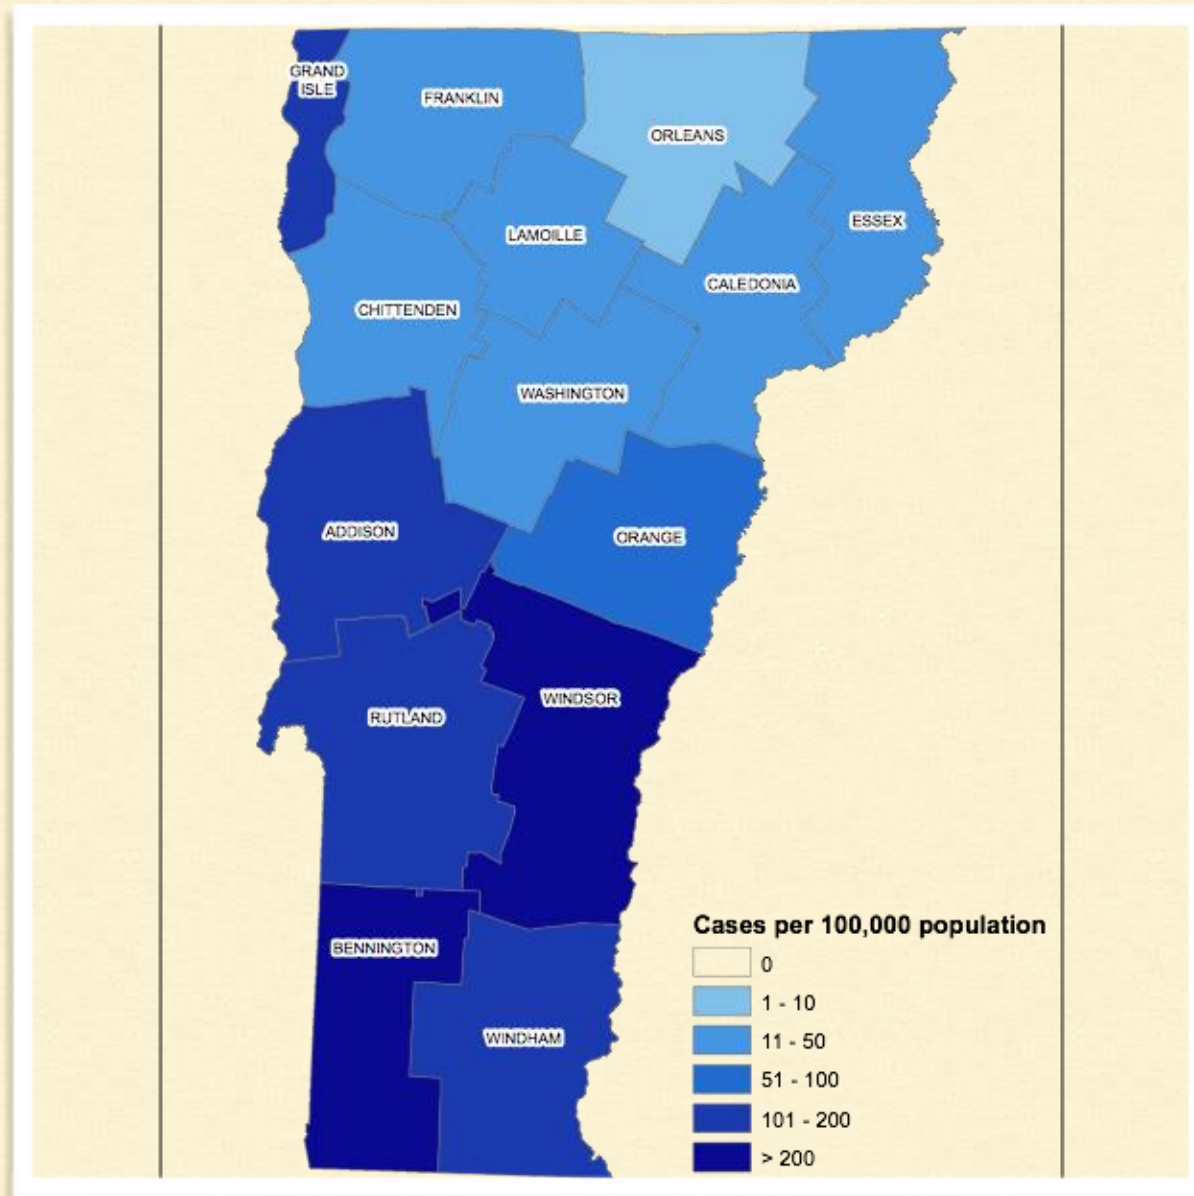 GRAND
ISLE
FRANKLIN
ORLEANS
ESSEX
LAMOILLE
CALEDONIA
CHITTENDEN
WASHINGTON
ADDISON
ORANGE
WINDSOR
RUTLAND
BENNINGTON
WINDHAM
Cases per 100,000 population
0
1 - 10
11 - 50
51 - 100
101 - 200
> 200